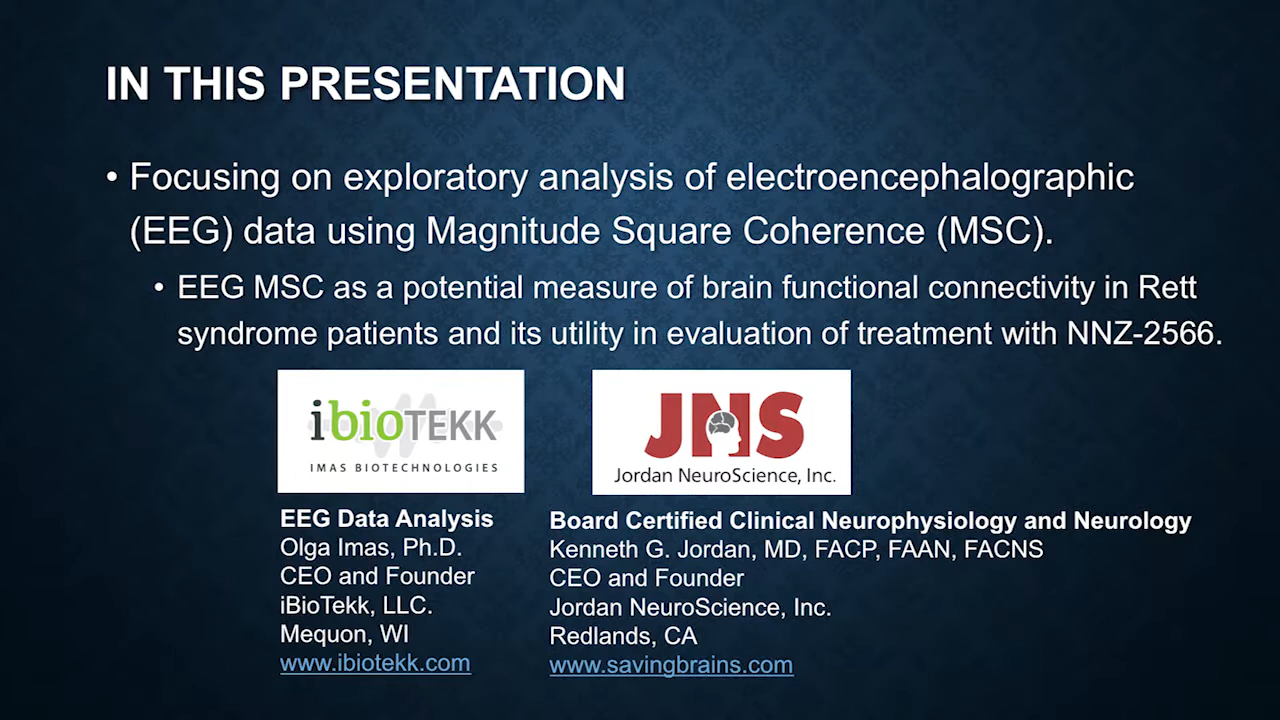 IN THIS PRESENTATION
• Focusing on exploratory analysis of electroencephalographic
(EEG) data using Magnitude Square Coherence (MSC).
• EEG MSC as a potential measure of brain functional connectivity in Rett
syndrome patients and its utility in evaluation of treatment with NNZ-2566.
ibioTEKK
IMAS BIOTECHNOLOGIES
JNS
Jordan NeuroScience, Inc.
EEG Data Analysis
Olga Imas, Ph.D.
CEO and Founder
iBioTekk, LLC.
Mequon, WI
www.ibiotekk.com
Board Certified Clinical Neurophysiology and Neurology
Kenneth G. Jordan, MD, FACP, FAAN, FACNS
CEO and Founder
Jordan NeuroScience, Inc.
Redlands, CA
www.savingbrains.com